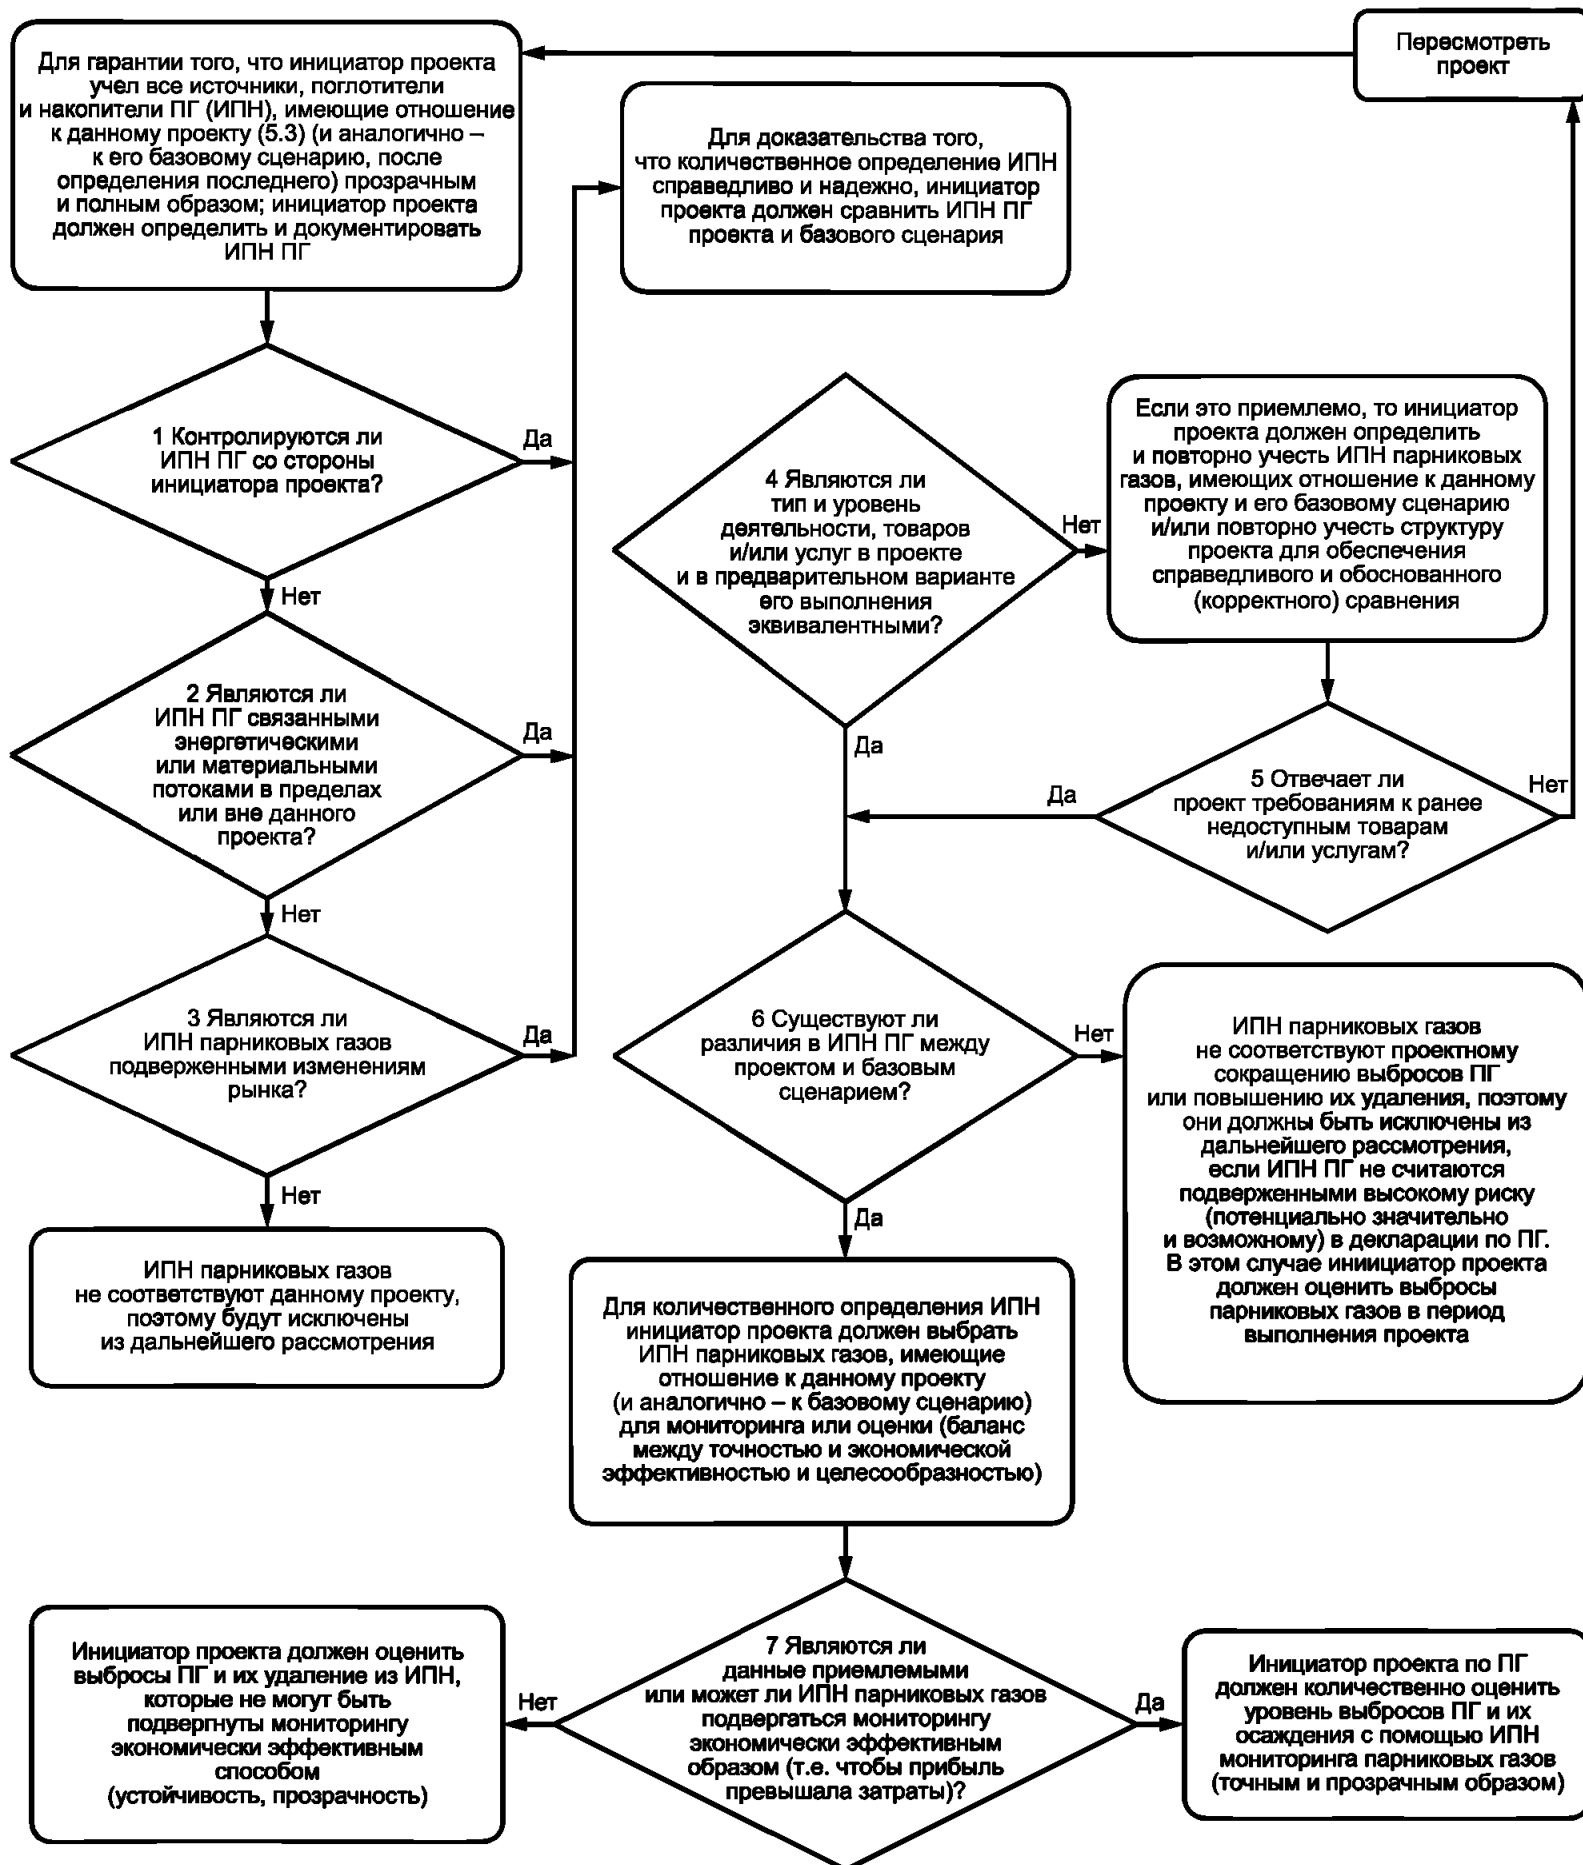 Для гарантии того, что инициатор проекта
учел все источники, поглотители
и накопители ПГ (ИПН), имеющие отношение
к данному проекту (5.3) (и аналогично –
к его базовому сценарию, после
определения последнего) прозрачным
и полным образом; инициатор проекта
должен определить и документировать
ИПН ПГ
Пересмотреть
проект
Для доказательства того,
что количественное определение ИПН
справедливо и надежно, инициатор
проекта должен сравнить ИПН ПГ
проекта и базового сценария
1 Контролируются ли
ИПН ПГ со стороны
инициатора проекта?
Да
Нет
2 Являются ли
ИПН ПГ связанными
энергетическими
или материальными
потоками в пределах
или вне данного
проекта?
Да
Нет
3 Являются ли
ИПН парниковых газов
подверженными изменениям
рынка?
Да
Нет
ИПН парниковых газов
не соответствуют данному проекту,
поэтому будут исключены
из дальнейшего рассмотрения
4 Являются ли
тип и уровень
деятельности, товаров
и/или услуг в проекте
и в предварительном варианте
его выполнения
эквивалентными?
Нет
Да
Если это приемлемо, то инициатор
проекта должен определить
и повторно учесть ИПН парниковых
газов, имеющих отношение к данному
проекту и его базовому сценарию
и/или повторно учесть структуру
проекта для обеспечения
справедливого и обоснованного
(корректного) сравнения
5 Отвечает ли
проект требованиям к ранее
недоступным товарам
и/или услугам?
Да
Нет
6 Существуют ли
различия в ИПН ПГ между
проектом и базовым
сценарием?
Нет
Да
ИПН парниковых газов
не соответствуют проектному
сокращению выбросов ПГ
или повышению их удаления, поэтому
они должны быть исключены из
дальнейшего рассмотрения,
если ИПН ПГ не считаются
подверженными высокому риску
(потенциально значительно
и возможному) в декларации по ПГ.
В этом случае иниициатор проекта
должен оценить выбросы
парниковых газов в период
выполнения проекта
Для количественного определения ИПН
инициатор проекта должен выбрать
ИПН парниковых газов, имеющие
отношение к данному проекту
(и аналогично – к базовому сценарию)
для мониторинга или оценки (баланс
между точностью и экономической
эффективностью и целесообразностью)
7 Являются ли
данные приемлемыми
или может ли ИПН парниковых газов
подвергаться мониторингу
экономически эффективным
образом (т.е. чтобы прибыль
превышала затраты)?
Нет
Да
Инициатор проекта должен оценить
выбросы ПГ и их удаление из ИПН,
которые не могут быть
подвергнуты мониторингу
экономически эффективным
способом
(устойчивость, прозрачность)
Инициатор проекта по ПГ
должен количественно оценить
уровень выбросов ПГ и их
осаждения с помощью ИПН
мониторинга парниковых газов
(точным и прозрачным образом)